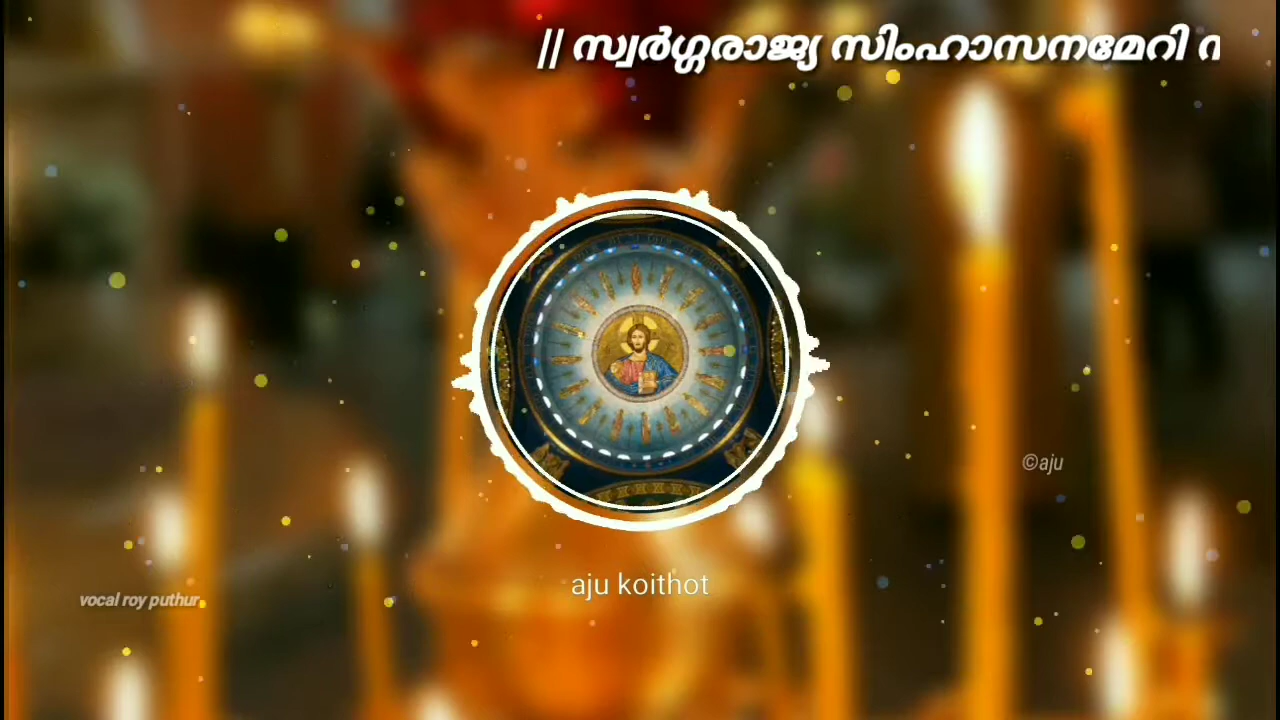 || സ്വർഗ്ഗരാജ്യ സിംഹാസനമേറി
©aju
aju koithot
vocal roy puthur